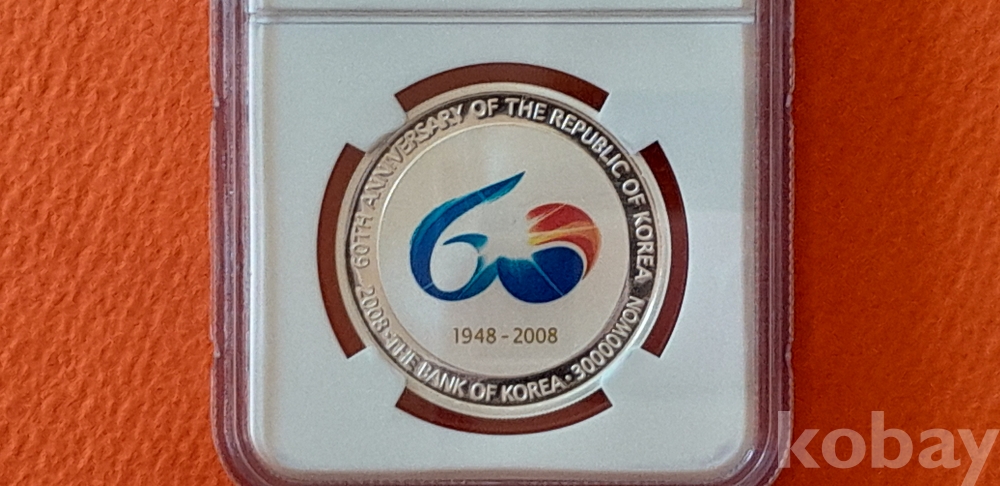 60TH ANNIVERSARY OF THE REPUBLIC OF KOREA
60
1948 - 2008
2008 · THE BANK OF KOREA · 30000WON
kobay